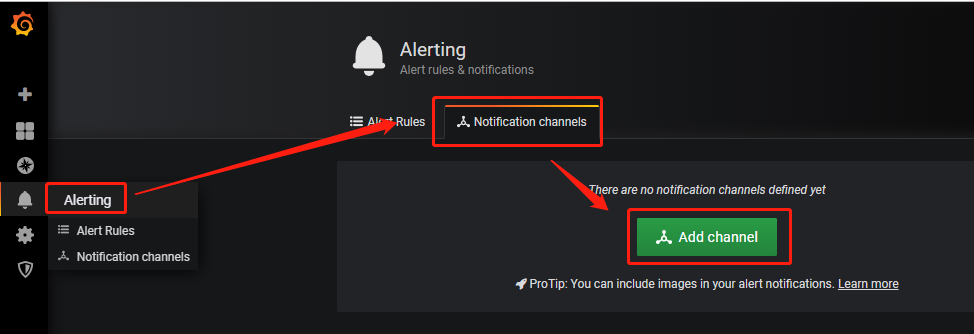 Alerting
Alert rules & notifications
Alert Rules
Notification channels
Alerting
Alert Rules
Notification channels
There are no notification channels defined yet
Add channel
ProTip: You can include images in your alert notifications. Learn more